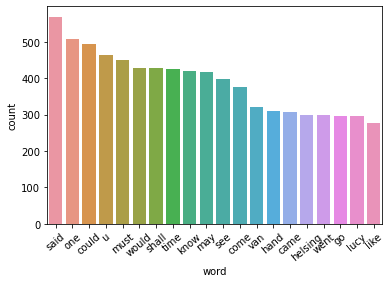 count
500
400
300
200
100
0
said one could u must would shall time know may see come van hand came helsing went go lucy like
word